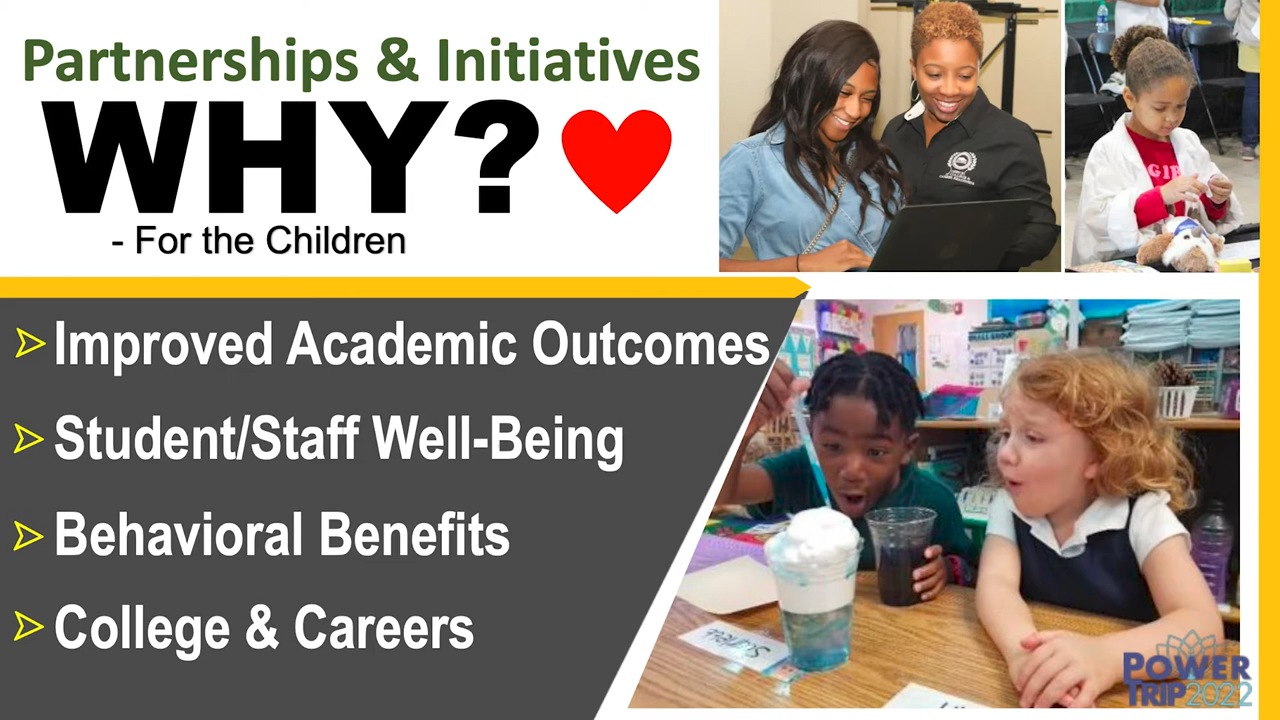 Partnerships & Initiatives
WHY?
- For the Children
Improved Academic Outcomes
Student/Staff Well-Being
Behavioral Benefits
College & Careers
POWER
TRIP2022